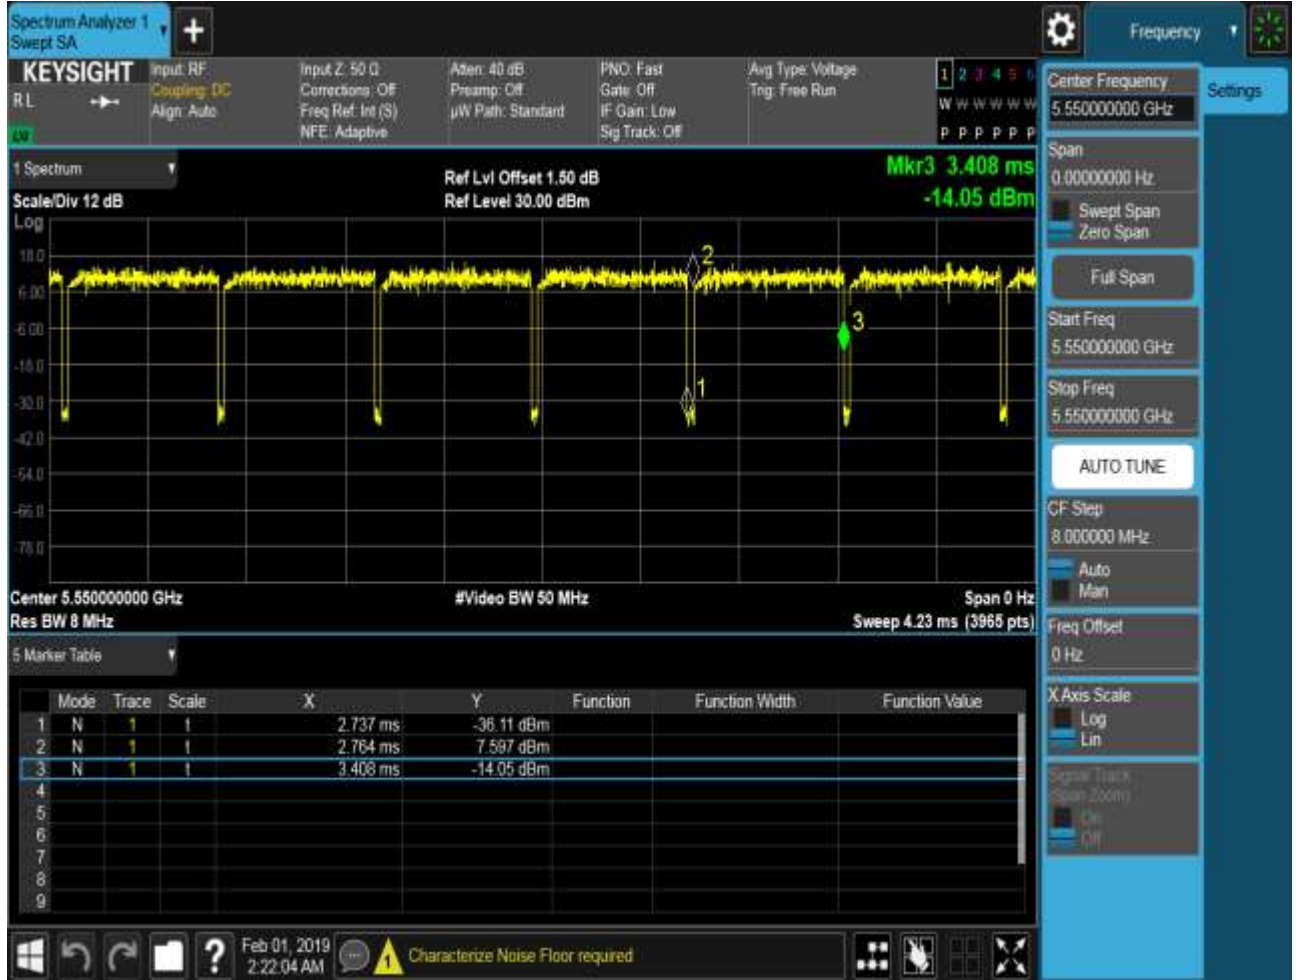 Spectrum Analyzer 1
Swept SA
Frequency
KEYSIGHT
RL
Input: RF
Coupling: DC
Align: Auto
Input Z: 50 Ω
Corrections: Off
Freq Ref: Int (S)
NFE: Adaptive
Atten: 40 dB
Preamp: Off
µW Path: Standard
PNO: Fast
Gate: Off
IF Gain: Low
Sig Track: Off
Avg Type: Voltage
Trig: Free Run
1 2 3 4 5 6
W W W W W W
P P P P P P
1 Spectrum
Scale/Div 12 dB
Ref Lvl Offset 1.50 dB
Ref Level 30.00 dBm
Mkr3 3.408 ms
-14.05 dBm
Log
18.0
6.00
-6.00
-18.0
-30.0
-42.0
-54.0
-66.0
-78.0
2
3
1
Center 5.550000000 GHz
#Video BW 50 MHz
Span 0 Hz
Res BW 8 MHz
Sweep 4.23 ms (3965 pts)
5 Marker Table
Mode Trace Scale X Y Function Function Width Function Value
1 N 1 t 2.737 ms -36.11 dBm
2 N 1 t 2.764 ms 7.597 dBm
3 N 1 t 3.408 ms -14.05 dBm
4
5
6
7
8
9
Settings
Center Frequency
5.550000000 GHz
Span
0.00000000 Hz
Swept Span
Zero Span
Full Span
Start Freq
5.550000000 GHz
Stop Freq
5.550000000 GHz
AUTO TUNE
CF Step
8.000000 MHz
Auto
Man
Freq Offset
0 Hz
X Axis Scale
Log
Lin
Signal Track
(Span Zoom)
On
Off
?
Feb 01, 2019
2:22:04 AM
1
Characterize Noise Floor required